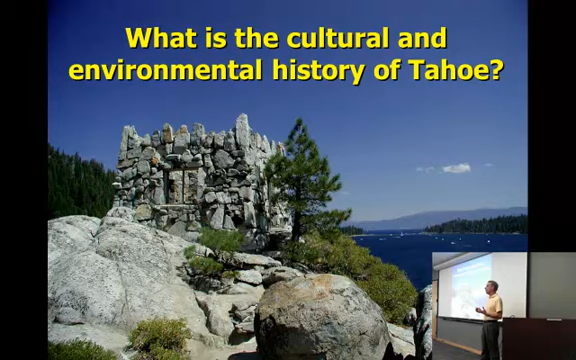 What is the cultural and
environmental history of Tahoe?